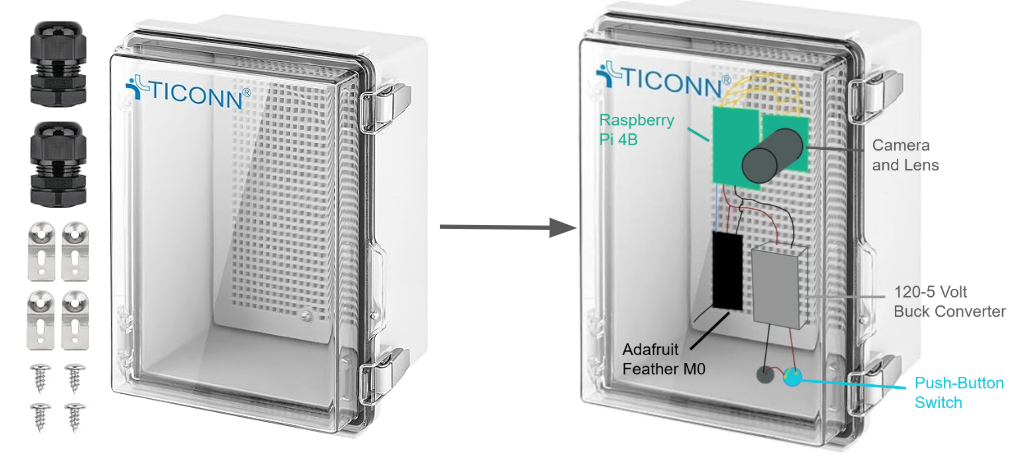 TICONN®
TICONN®
Raspberry
Pi 4B
Camera
and Lens
120-5 Volt
Buck Converter
Adafruit
Feather M0
Push-Button
Switch